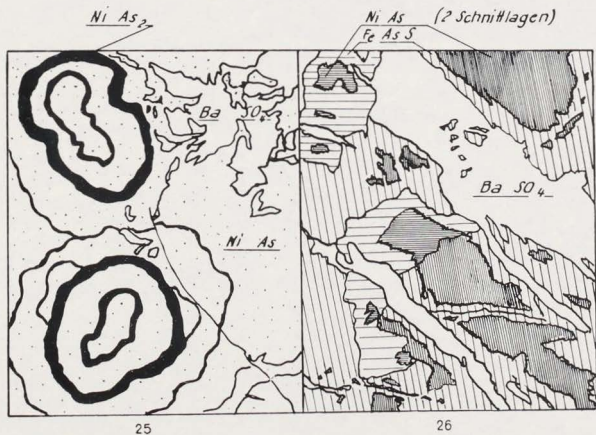 Ni As₂
Ni As (2 Schnittlagen)
Fe As S
Ba SO₄
Ni As
Ba SO₄
25
26